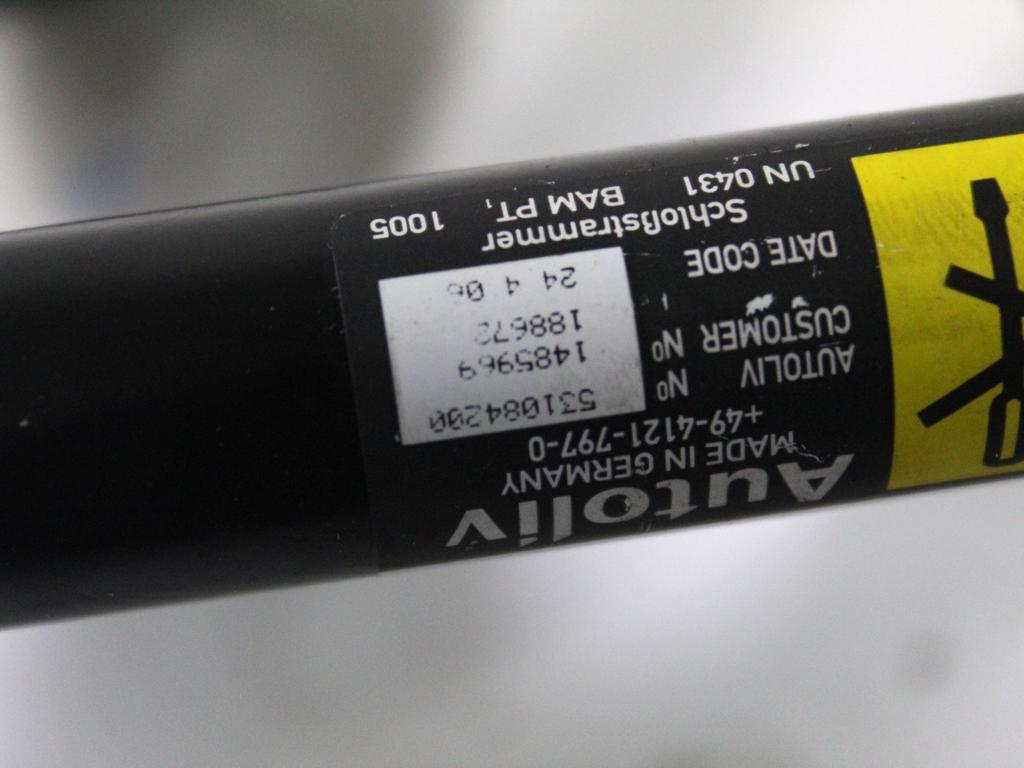 Autoliv
MADE IN GERMANY
+49-4121-797-0
AUTOLIV Nº 531084200
1485969
CUSTOMER Nº 188672
DATE CODE 24 4 06
Schloßstrammer
BAM PT, 1005
UN 0431